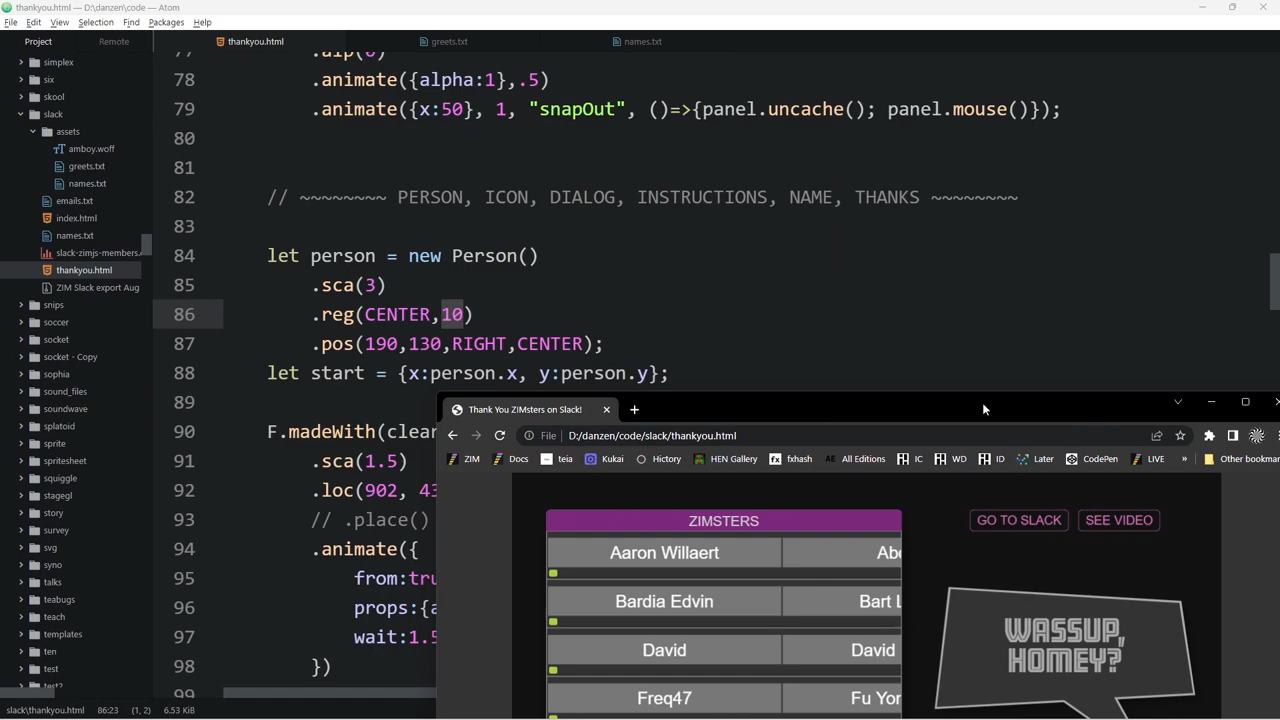 thankyou.html — D:\danzen\code — Atom
File Edit View Selection Find Packages Help
Project Remote
thankyou.html greets.txt names.txt
simplex
six
skool
slack
assets
amboy.woff
greets.txt
names.txt
emails.txt
index.html
names.txt
slack-zimjs-members.
thankyou.html
ZIM Slack export Aug
snips
soccer
socket
socket - Copy
sophia
sound_files
soundwave
splatoid
sprite
spritesheet
squiggle
stagegl
story
survey
svg
syno
talks
teabugs
teach
templates
ten
test
test2
77 .alp(0)
78 .animate({alpha:1},.5)
79 .animate({x:50}, 1, "snapOut", ()=>{panel.uncache(); panel.mouse()});
80
81
82 // ~~~~~~~~ PERSON, ICON, DIALOG, INSTRUCTIONS, NAME, THANKS ~~~~~~~~
83
84 let person = new Person()
85 .sca(3)
86 .reg(CENTER,10)
87 .pos(190,130,RIGHT,CENTER);
88 let start = {x:person.x, y:person.y};
89
90 F.madeWith(clear
91 .sca(1.5)
92 .loc(902, 43
93 // .place()
94 .animate({
95 from:tru
96 props:{a
97 wait:1.5
98 })
99
Thank You ZIMsters on Slack!
File D:/danzen/code/slack/thankyou.html
ZIM Docs teia Kukai Hictory HEN Gallery fxhash All Editions IC WD ID Later CodePen LIVE » Other bookmar
ZIMSTERS
GO TO SLACK SEE VIDEO
Aaron Willaert Abo
Bardia Edvin Bart L
David David
Freq47 Fu Yon
WASSUP,
HOMEY?
slack\thankyou.html 86:23 (1, 2) 6.53 KiB